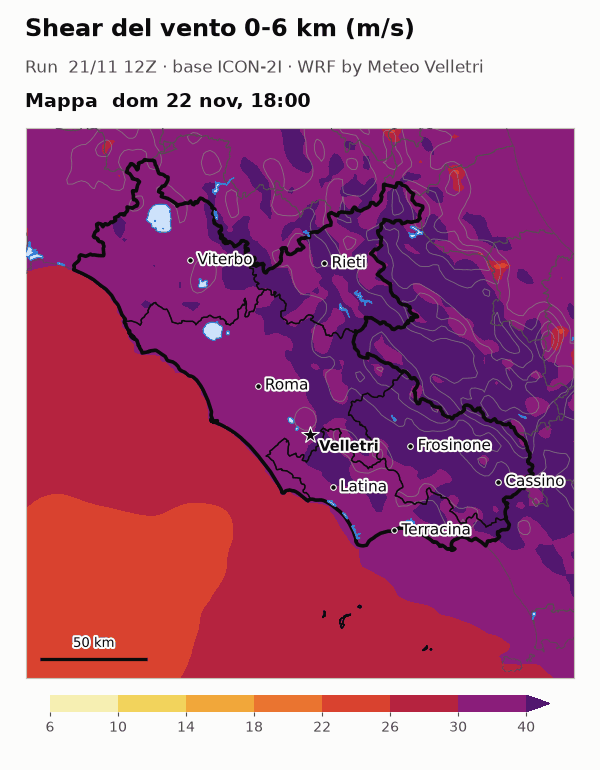 Shear del vento 0-6 km (m/s)
Run  21/11 12Z · base ICON-2I · WRF by Meteo Velletri
Mappa  dom 22 nov, 18:00
Viterbo
Rieti
Roma
Velletri
Frosinone
Cassino
Latina
Terracina
50 km
6 10 14 18 22 26 30 40